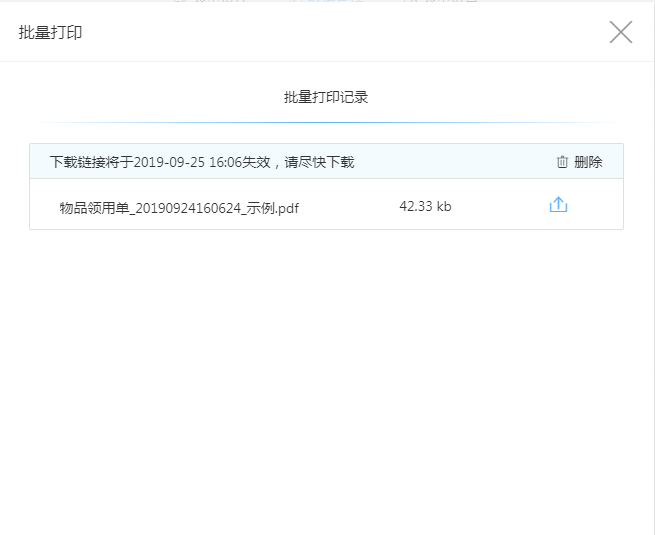 批量打印
批量打印记录
下载链接将于2019-09-25 16:06失效，请尽快下载
删除
物品领用单_20190924160624_示例.pdf
42.33 kb